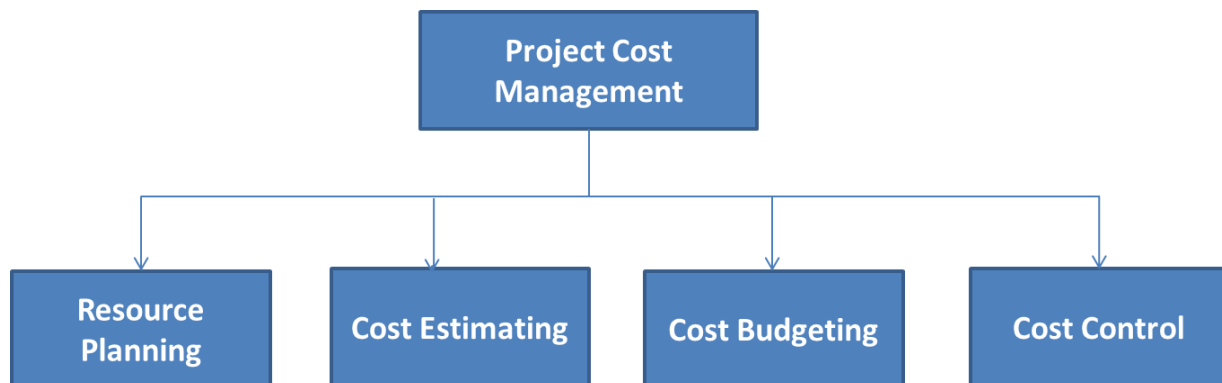 Project Cost
Management
Resource
Planning
Cost Estimating
Cost Budgeting
Cost Control